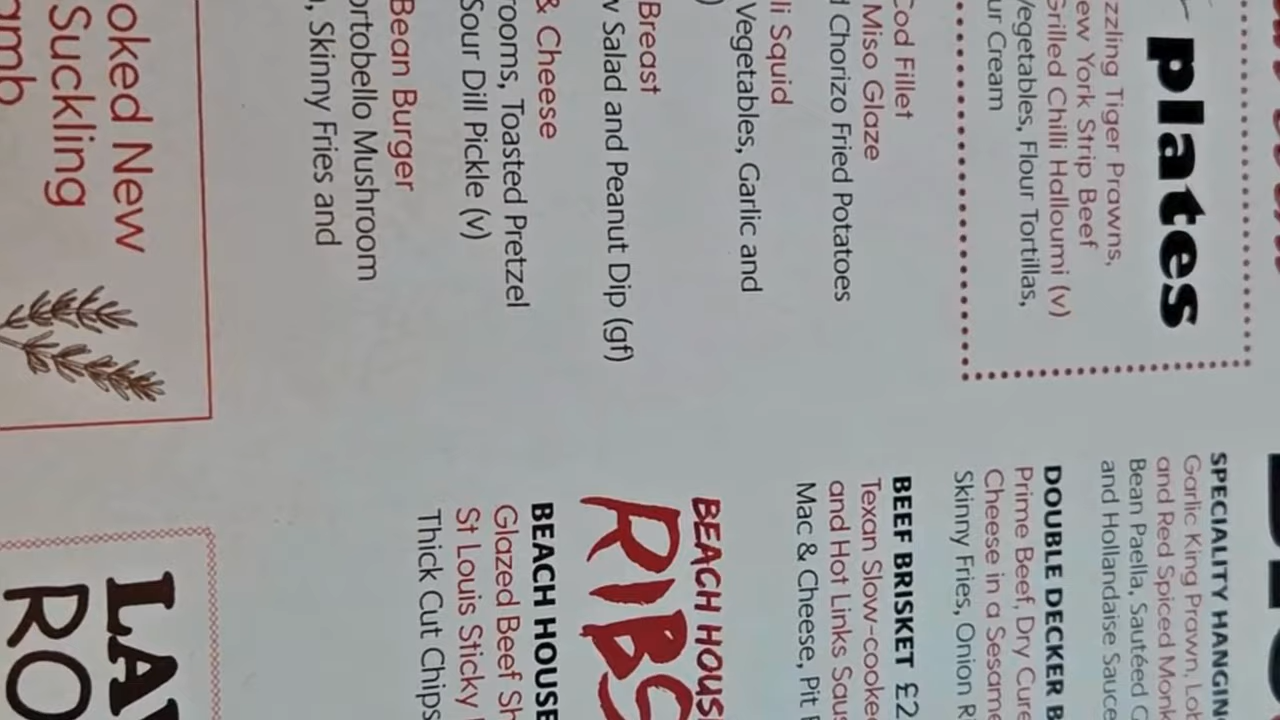 plates
zzling Tiger Prawns,
ew York Strip Beef
Grilled Chilli Halloumi (v)
Vegetables, Flour Tortillas,
ur Cream
Cod Fillet
Miso Glaze
d Chorizo Fried Potatoes
li Squid
Vegetables, Garlic and
Breast
w Salad and Peanut Dip (gf)
& Cheese
rooms, Toasted Pretzel
Sour Dill Pickle (v)
Bean Burger
ortobello Mushroom
, Skinny Fries and
oked New
Suckling
amb
SPECIALITY HANGIN
Garlic King Prawn, Lo
and Red Spiced Monk
Bean Paella, Sautéed
and Hollandaise Sauce
DOUBLE DECKER B
Prime Beef, Dry Cure
Cheese in a Sesame
Skinny Fries, Onion R
BEEF BRISKET £2
Texan Slow-cooke
and Hot Links Saus
Mac & Cheese, Pit
BEACH HOUS
RIBS
BEACH HOUSE
Glazed Beef Sh
St Louis Sticky
Thick Cut Chips
LAV
RO